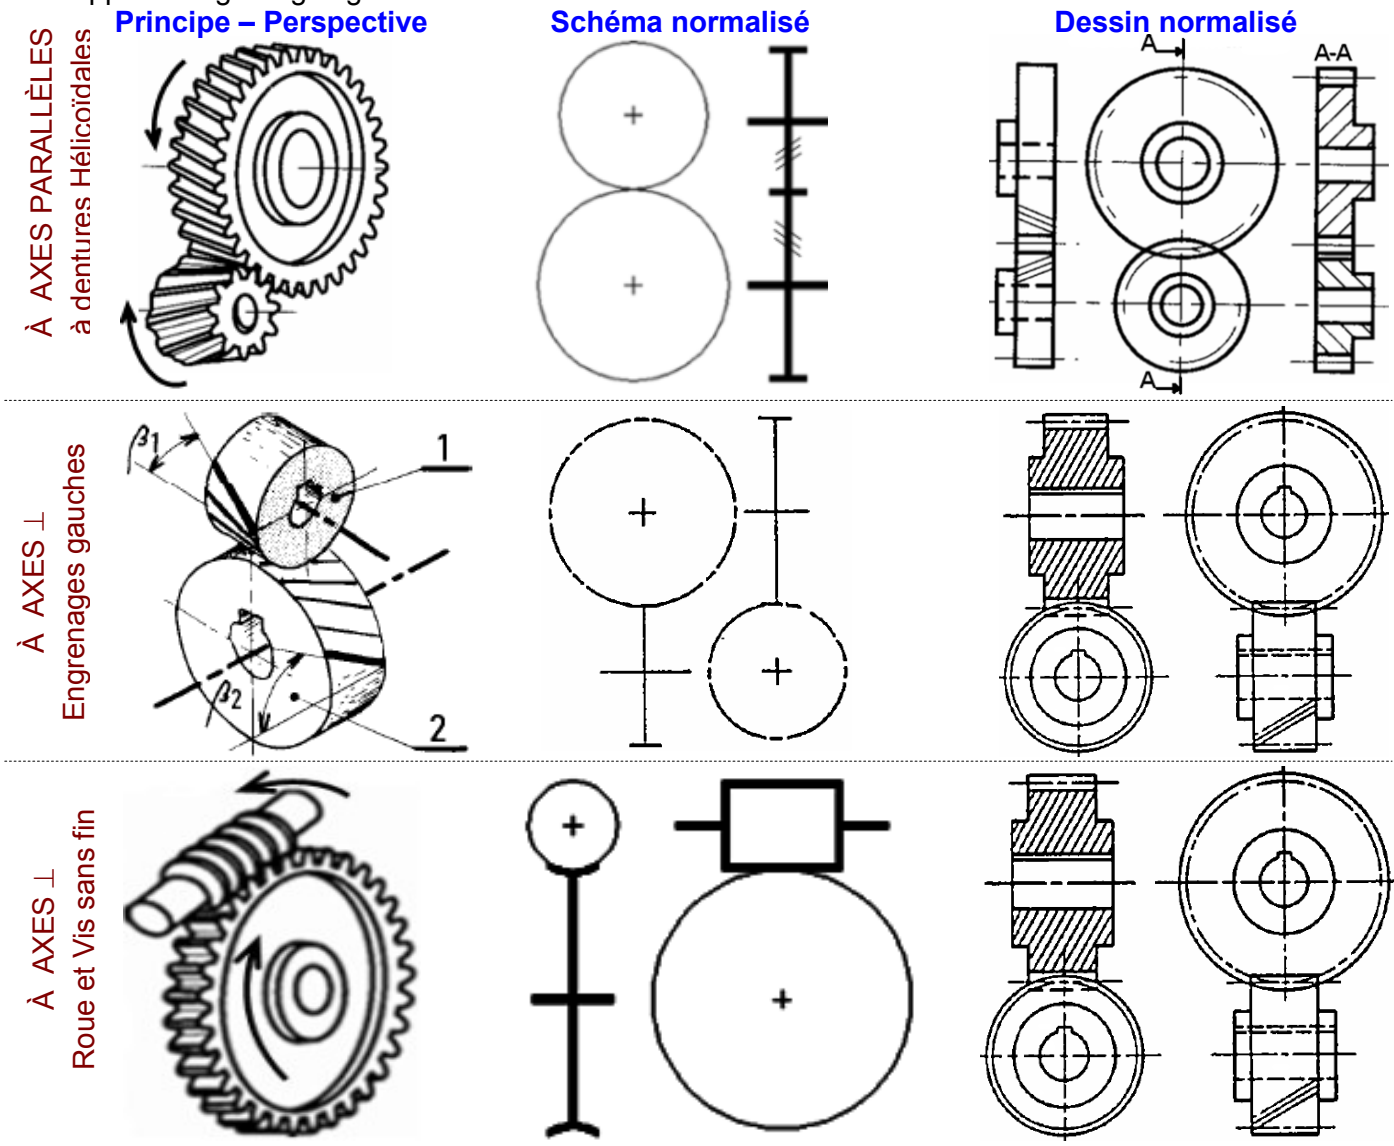 Principe – Perspective
Schéma normalisé
Dessin normalisé
À AXES PARALLÈLES
à dentures Hélicoïdales
A
A-A
A
À AXES ⊥
Engrenages gauches
β1
1
β2
2
À AXES ⊥
Roue et Vis sans fin